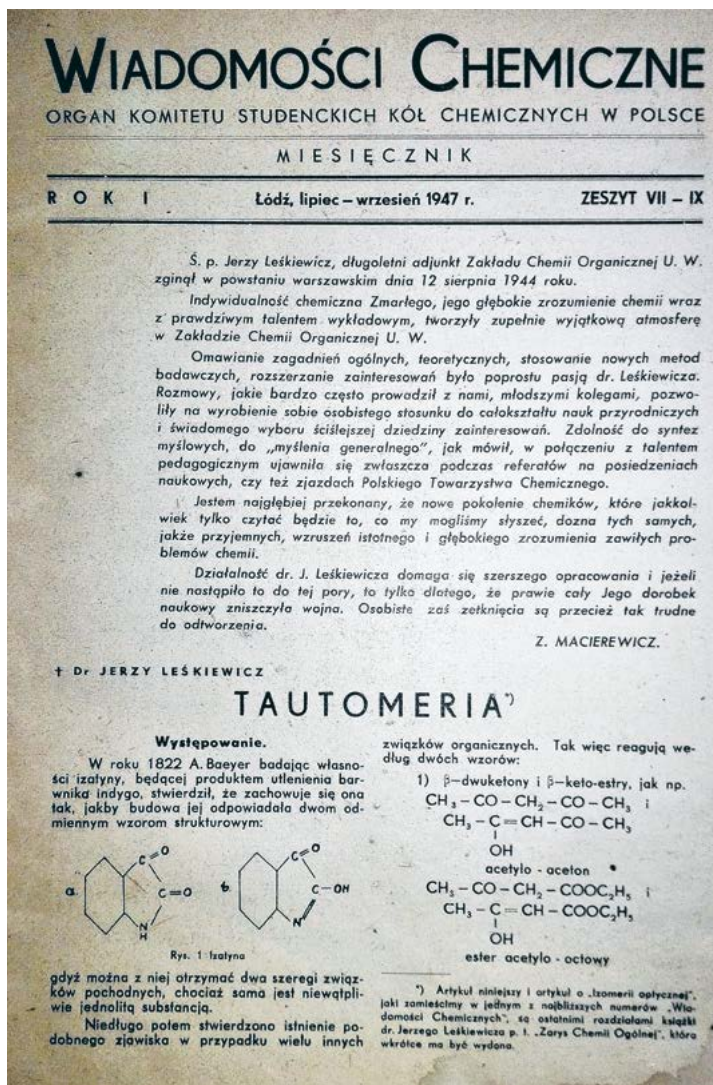 WIADOMOŚCI CHEMICZNE
ORGAN KOMITETU STUDENCKICH KÓŁ CHEMICZNYCH W POLSCE
MIESIĘCZNIK
ROK I Łódź, lipiec – wrzesień 1947 r. ZESZYT VII – IX
Ś. p. Jerzy Leśkiewicz, długoletni adjunkt Zakładu Chemii Organicznej U. W.
zginął w powstaniu warszawskim dnia 12 sierpnia 1944 roku.
Indywidualność chemiczna Zmarłego, jego głębokie zrozumienie chemii wraz
z prawdziwym talentem wykładowym, tworzyły zupełnie wyjątkową atmosferę
w Zakładzie Chemii Organicznej U. W.
Omawianie zagadnień ogólnych, teoretycznych, stosowanie nowych metod
badawczych, rozszerzanie zainteresowań było poprostu pasją dr. Leśkiewicza.
Rozmowy, jakie bardzo często prowadził z nami, młodszymi kolegami, pozwo-
liły na wyrobienie sobie osobistego stosunku do całokształtu nauk przyrodniczych
i świadomego wyboru ściślejszej dziedziny zainteresowań. Zdolność do syntez
myślowych, do „myślenia generalnego", jak mówił, w połączeniu z talentem
pedagogicznym ujawniła się zwłaszcza podczas referatów na posiedzeniach
naukowych, czy też zjazdach Polskiego Towarzystwa Chemicznego.
Jestem najgłębiej przekonany, że nowe pokolenie chemików, które jakkol-
wiek tylko czytać będzie to, co my mogliśmy słyszeć, dozna tych samych,
jakże przyjemnych, wzruszeń istotnego i głębokiego zrozumienia zawiłych pro-
blemów chemii.
Działalność dr. J. Leśkiewicza domaga się szerszego opracowania i jeżeli
nie nastąpiło to do tej pory, to tylko dlatego, że prawie cały Jego dorobek
naukowy zniszczyła wojna. Osobiste zaś zetknięcia są przecież tak trudne
do odtworzenia.
Z. MACIEREWICZ.
† Dr JERZY LEŚKIEWICZ
TAUTOMERIA*)
Występowanie.
W roku 1822 A. Baeyer badając własno-
ści izatyny, będącej produktem utlenienia bar-
wnika indygo, stwierdził, że zachowuje się ona
tak, jakby budowa jej odpowiadała dwom od-
miennym wzorom strukturowym:
a. C=O C=O N H b. C=O C–OH N
Rys. 1 Izatyna
gdyż można z niej otrzymać dwa szeregi związ-
ków pochodnych, chociaż sama jest niewątpli-
wie jednolitą substancją.
Niedługo potem stwierdzono istnienie po-
dobnego zjawiska w przypadku wielu innych
związków organicznych. Tak więc reagują we-
dług dwóch wzorów:
1) β–dwuketony i β–keto-estry, jak np.
CH₃ – CO – CH₂ – CO – CH₃ i
CH₃ – C = CH – CO – CH₃
OH
acetylo - aceton
CH₃ – CO – CH₂ – COOC₂H₅ i
CH₃ – C = CH – COOC₂H₅
OH
ester acetylo - octowy
*) Artykuł niniejszy i artykuł o „Izomerii optycznej",
jaki zamieścimy w jednym z najbliższych numerów „Wia-
domości Chemicznych", są ostatnimi rozdziałami książki
dr. Jerzego Leśkiewicza p. t. „Zarys Chemii Ogólnej", która
wkrótce ma być wydana.